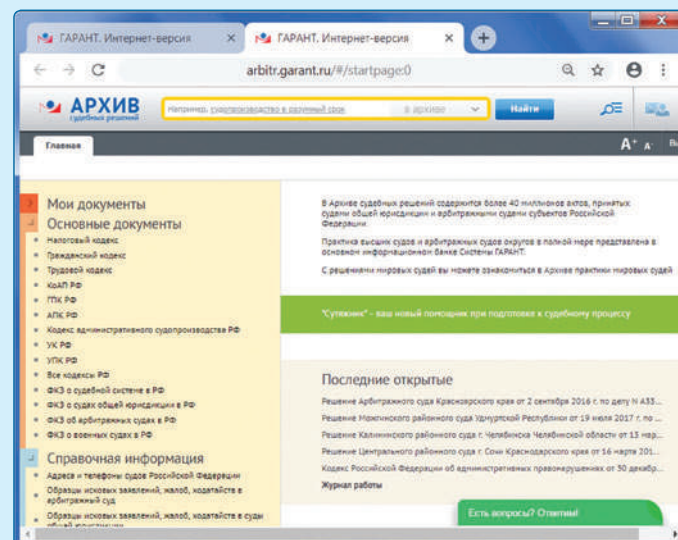 ГАРАНТ. Интернет-версия
ГАРАНТ. Интернет-версия
arbitr.garant.ru/#/startpage:0
АРХИВ
судебных решений
Например, судопроизводство в разумный срок
в архиве
Найти
Главная
A+ A-
Мои документы
Основные документы
Налоговый кодекс
Гражданский кодекс
Трудовой кодекс
КоАП РФ
ГПК РФ
АПК РФ
Кодекс административного судопроизводства РФ
УК РФ
УПК РФ
Все кодексы РФ
ФКЗ о судебной системе в РФ
ФКЗ о судах общей юрисдикции в РФ
ФКЗ об арбитражных судах в РФ
ФКЗ о военных судах в РФ
Справочная информация
Адреса и телефоны судов Российской Федерации
Образцы исковых заявлений, жалоб, ходатайств в
арбитражный суд
Образцы исковых заявлений, жалоб, ходатайств в суды
общей юрисдикции
В Архиве судебных решений содержится более 40 миллионов актов, принятых
судами общей юрисдикции и арбитражными судами субъектов Российской
Федерации.
Практика высших судов и арбитражных судов округов в полной мере представлена в
основном информационном банке Системы ГАРАНТ.
С решениями мировых судей вы можете ознакомиться в Архиве практики мировых судей
"Сутяжник" - ваш новый помощник при подготовке к судебному процессу
Последние открытые
Решение Арбитражного суда Красноярского края от 2 сентября 2016 г. по делу N А33...
Решение Можгинского районного суда Удмуртской Республики от 19 июля 2017 г. по ...
Решение Калининского районного суда г. Челябинска Челябинской области от 13 мар...
Решение Центрального районного суда г. Сочи Краснодарского края от 16 марта 201...
Кодекс Российской Федерации об административных правонарушениях от 30 декабр...
Журнал работы
Есть вопросы? Ответим!